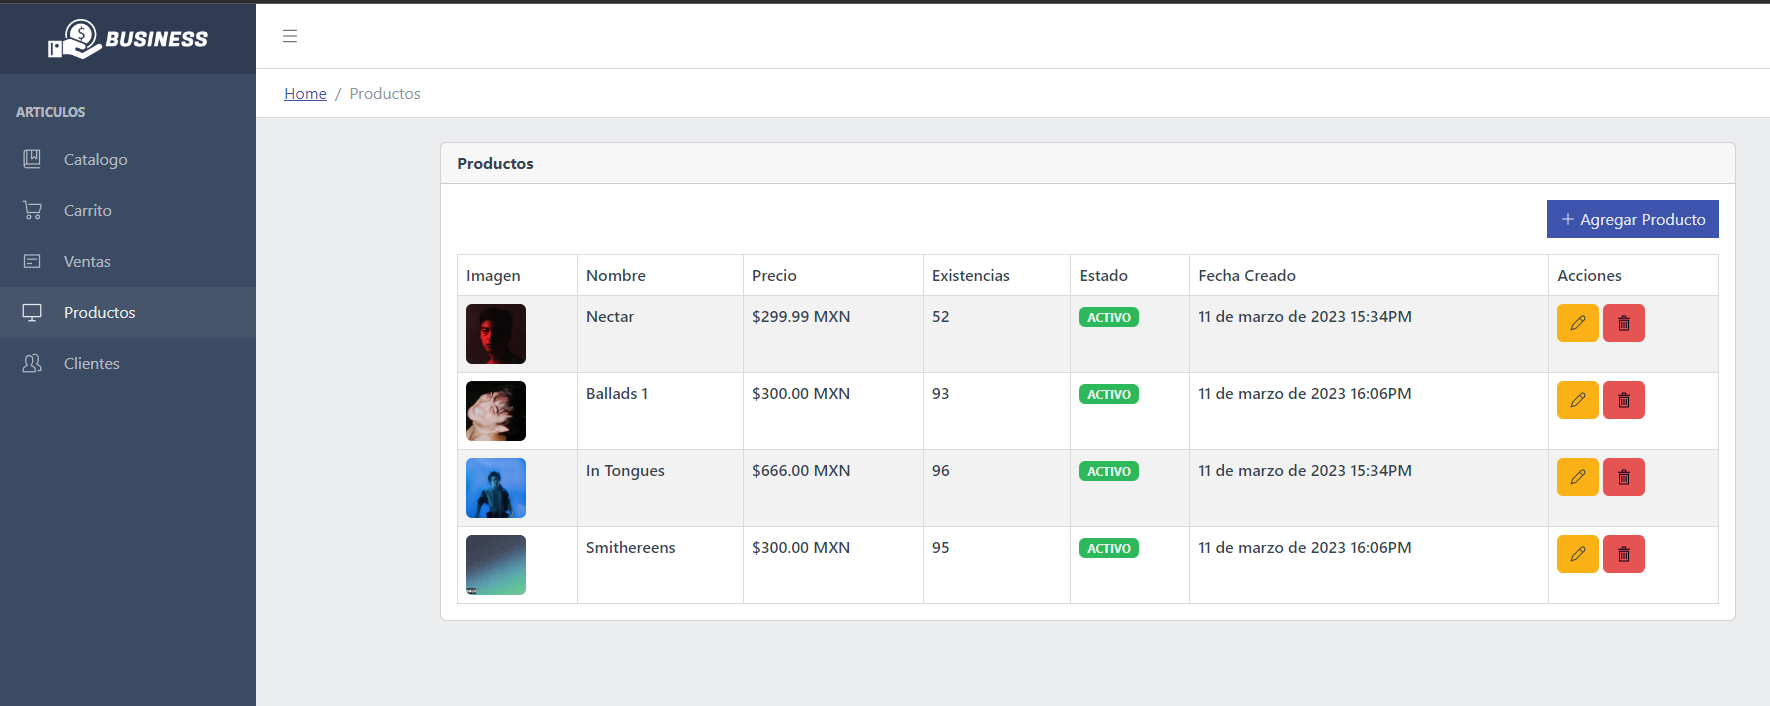 BUSINESS
Home / Productos
ARTICULOS
Catalogo
Carrito
Ventas
Productos
Clientes
Productos
+ Agregar Producto
Imagen Nombre Precio Existencias Estado Fecha Creado Acciones
Nectar $299.99 MXN 52 ACTIVO 11 de marzo de 2023 15:34PM
Ballads 1 $300.00 MXN 93 ACTIVO 11 de marzo de 2023 16:06PM
In Tongues $666.00 MXN 96 ACTIVO 11 de marzo de 2023 15:34PM
Smithereens $300.00 MXN 95 ACTIVO 11 de marzo de 2023 16:06PM